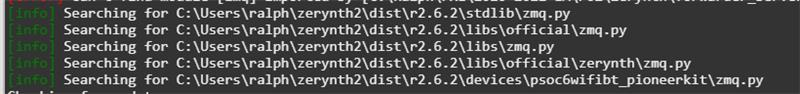 [info] Searching for C:\Users\ralph\zerynth2\dist\r2.6.2\stdlib\zmq.py
[info] Searching for C:\Users\ralph\zerynth2\dist\r2.6.2\libs\official\zmq.py
[info] Searching for C:\Users\ralph\zerynth2\dist\r2.6.2\libs\zmq.py
[info] Searching for C:\Users\ralph\zerynth2\dist\r2.6.2\libs\official\zerynth\zmq.py
[info] Searching for C:\Users\ralph\zerynth2\dist\r2.6.2\devices\psoc6wifibt_pioneerkit\zmq.py